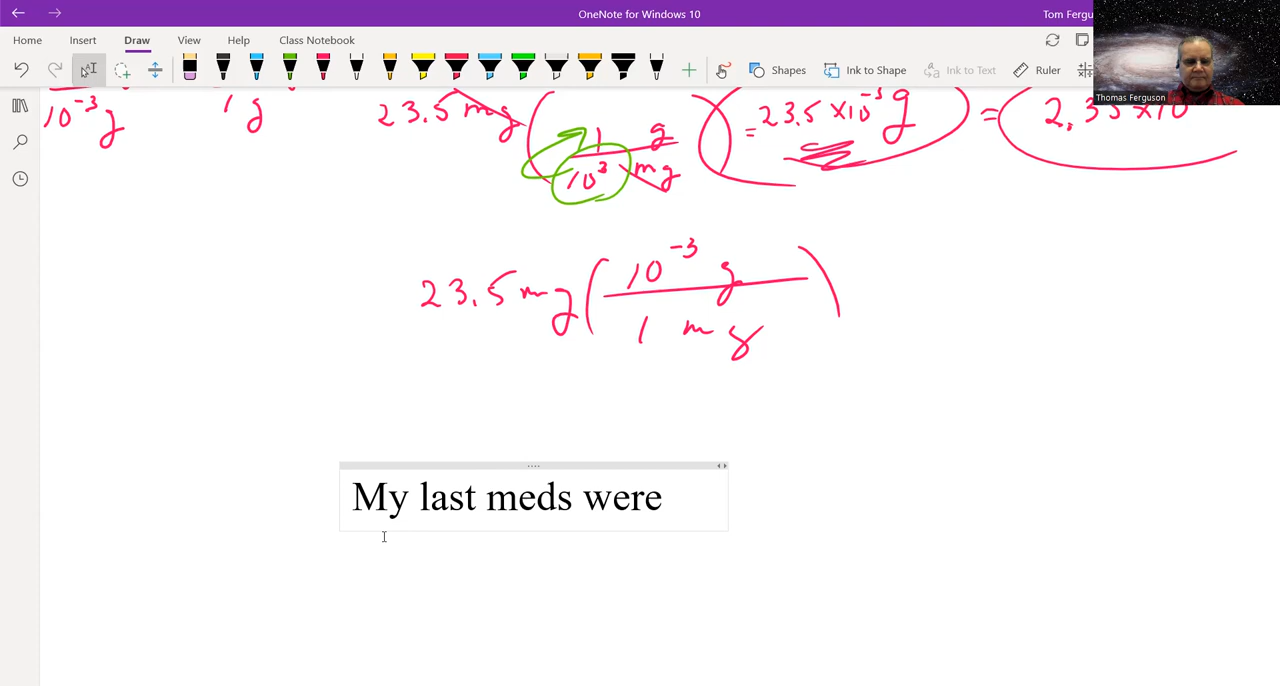 OneNote for Windows 10
Tom Fergu
Home Insert Draw View Help Class Notebook
Shapes Ink to Shape Ink to Text Ruler
Thomas Ferguson
10⁻³ g 1 g 23.5 mg ( 1 g / 10³ mg ) = 23.5 ×10⁻³ g = 2.35 ×10
23.5 mg ( 10⁻³ g
1 mg )
My last meds were